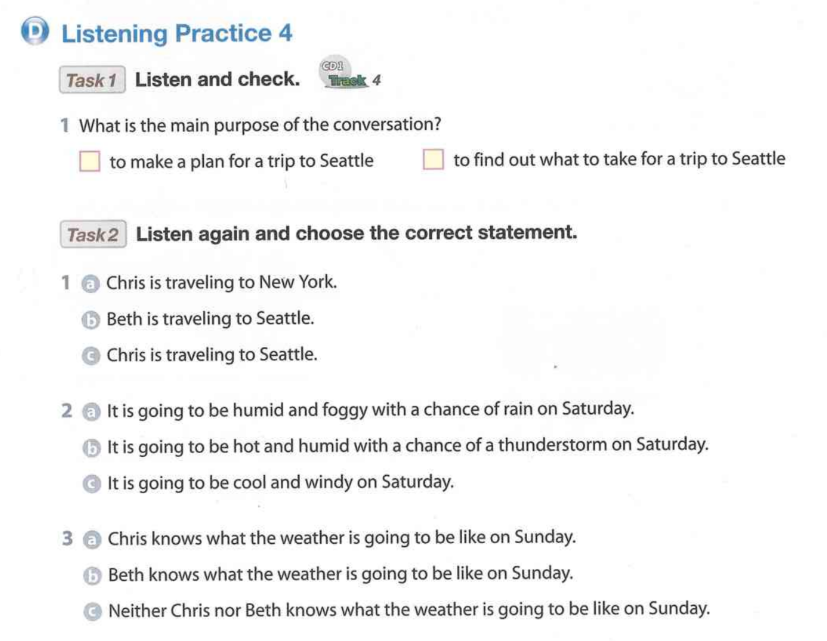 D Listening Practice 4
Task 1 Listen and check. CD1 Track 4
1 What is the main purpose of the conversation?
to make a plan for a trip to Seattle to find out what to take for a trip to Seattle
Task 2 Listen again and choose the correct statement.
1 a Chris is traveling to New York.
b Beth is traveling to Seattle.
c Chris is traveling to Seattle.
2 a It is going to be humid and foggy with a chance of rain on Saturday.
b It is going to be hot and humid with a chance of a thunderstorm on Saturday.
c It is going to be cool and windy on Saturday.
3 a Chris knows what the weather is going to be like on Sunday.
b Beth knows what the weather is going to be like on Sunday.
c Neither Chris nor Beth knows what the weather is going to be like on Sunday.